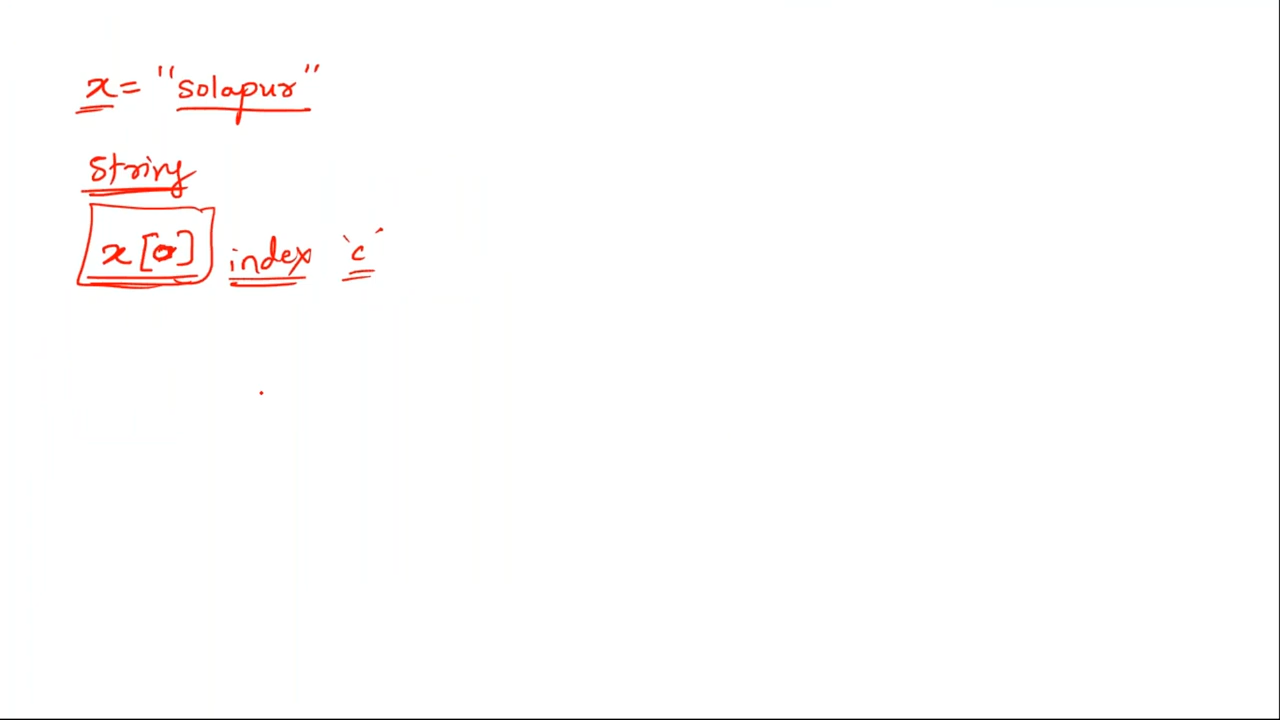 x = "solapur"
String
x[0] index 'c'